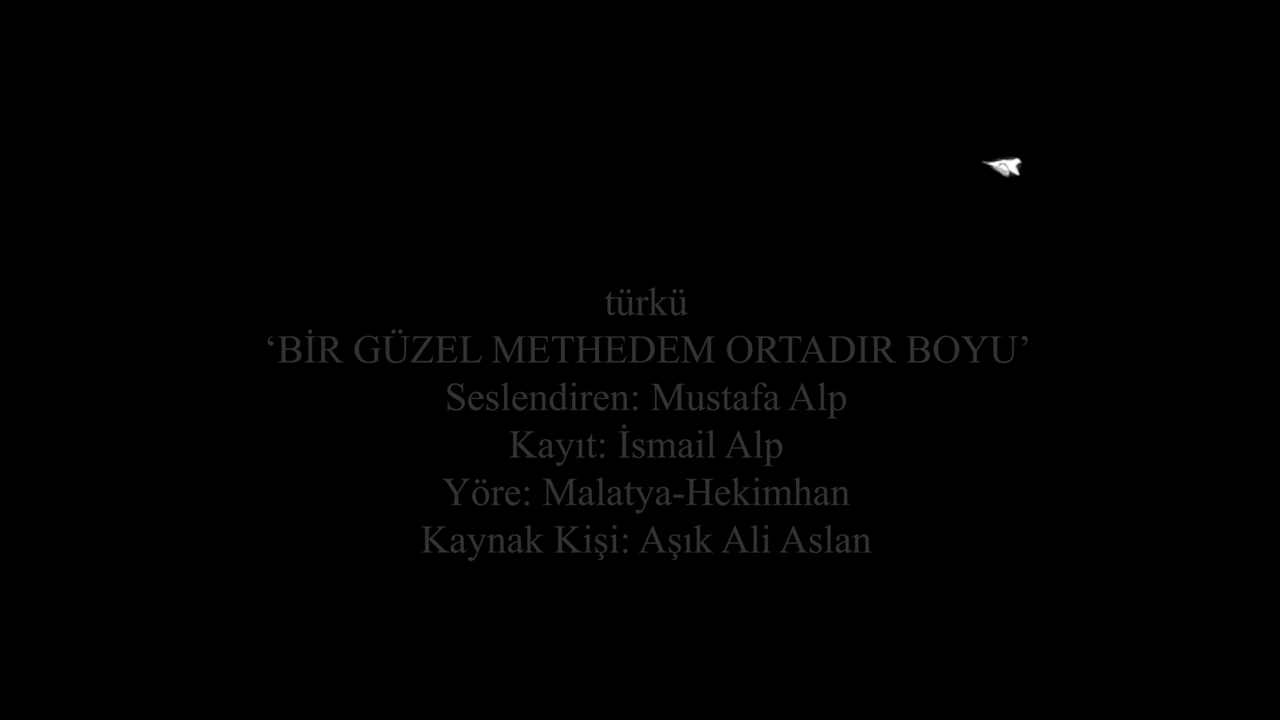 türkü
‘BİR GÜZEL METHEDEM ORTADIR BOYU’
Seslendiren: Mustafa Alp
Kayıt: İsmail Alp
Yöre: Malatya-Hekimhan
Kaynak Kişi: Aşık Ali Aslan